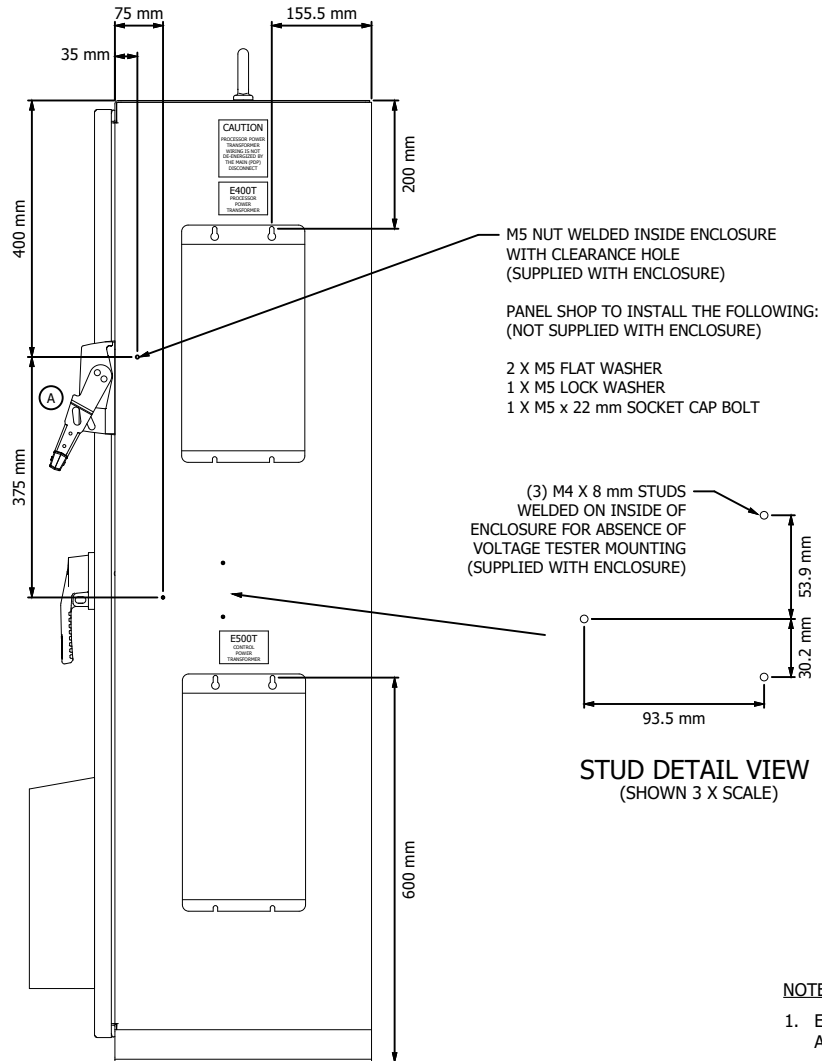 75 mm
155.5 mm
35 mm
CAUTION
PROCESSOR POWER
TRANSFORMER
WIRING IS NOT
DE-ENERGIZED BY
THE MAIN (PDP)
DISCONNECT
E400T
PROCESSOR
POWER
TRANSFORMER
200 mm
400 mm
M5 NUT WELDED INSIDE ENCLOSURE
WITH CLEARANCE HOLE
(SUPPLIED WITH ENCLOSURE)
PANEL SHOP TO INSTALL THE FOLLOWING:
(NOT SUPPLIED WITH ENCLOSURE)
2 X M5 FLAT WASHER
1 X M5 LOCK WASHER
1 X M5 x 22 mm SOCKET CAP BOLT
A
375 mm
(3) M4 X 8 mm STUDS
WELDED ON INSIDE OF
ENCLOSURE FOR ABSENCE OF
VOLTAGE TESTER MOUNTING
(SUPPLIED WITH ENCLOSURE)
53.9 mm
30.2 mm
93.5 mm
E500T
CONTROL
POWER
TRANSFORMER
STUD DETAIL VIEW
(SHOWN 3 X SCALE)
600 mm
NOTE
1. E
A